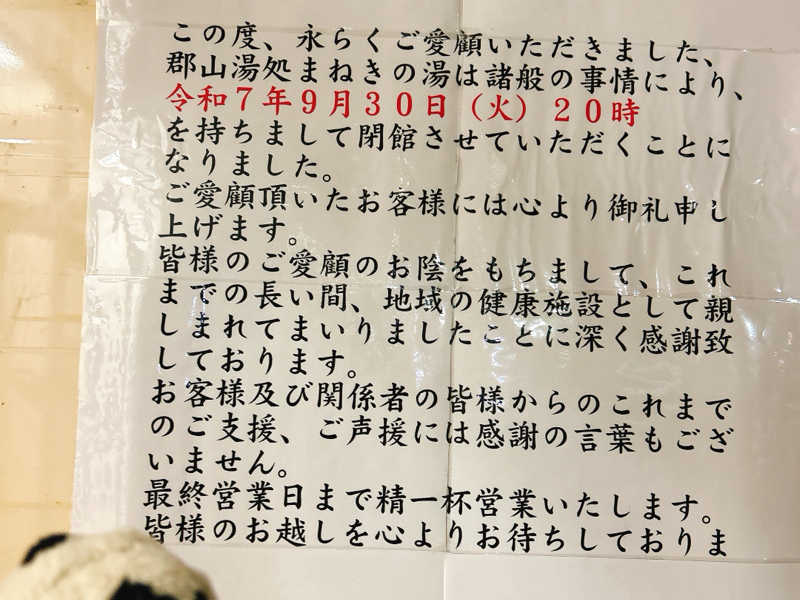 この度、永らくご愛顧いただきました、
郡山湯処まねきの湯は諸般の事情により、
令和７年９月３０日（火）２０時
を持ちまして閉館させていただくことに
なりました。
ご愛顧頂いたお客様には心より御礼申し
上げます。
皆様のご愛顧のお陰をもちまして、これ
までの長い間、地域の健康施設として親
しまれてまいりましたことに深く感謝致
しております。
お客様及び関係者の皆様からのこれまで
のご支援、ご声援には感謝の言葉もござ
いません。
最終営業日まで精一杯営業いたします。
皆様のお越しを心よりお待ちしておりま